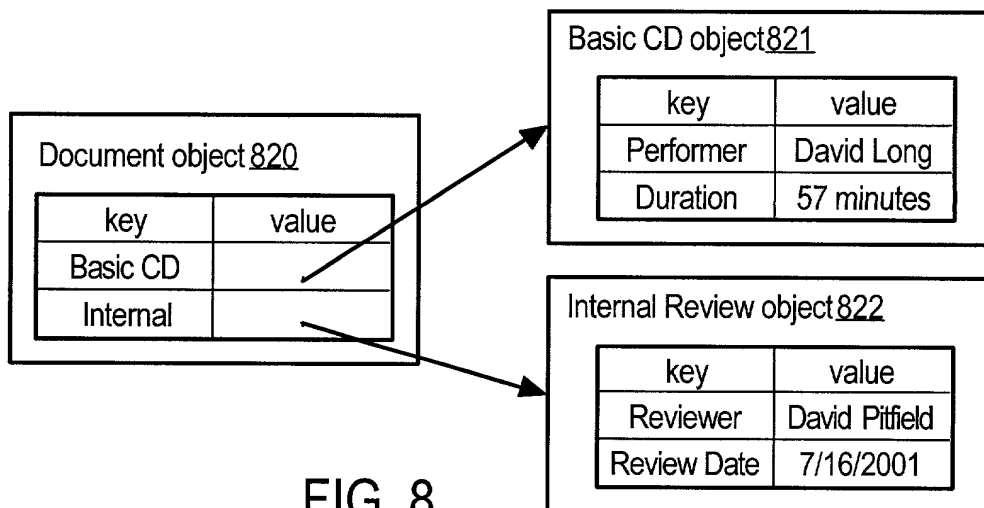 Document object 820
key value
Basic CD
Internal
Basic CD object 821
key value
Performer David Long
Duration 57 minutes
Internal Review object 822
key value
Reviewer David Pitfield
Review Date 7/16/2001
FIG. 8